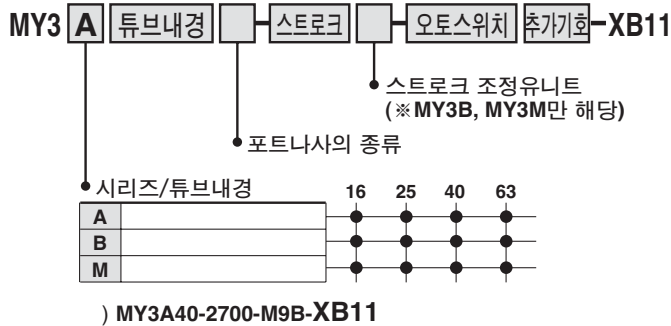 MY3 A 튜브내경 - 스트로크 - 오토스위치 추가기호 -XB11
스트로크 조정유니트
(※MY3B, MY3M만 해당)
포트나사의 종류
시리즈/튜브내경 16 25 40 63
A
B
M
) MY3A40-2700-M9B-XB11